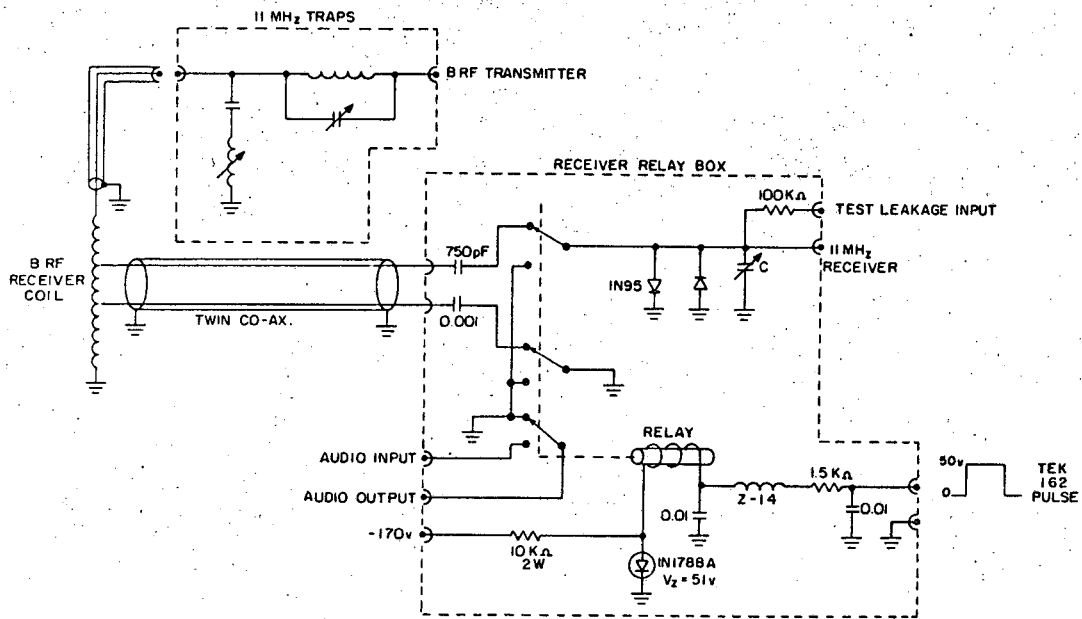 11 MHz TRAPS
B RF TRANSMITTER
RECEIVER RELAY BOX
100KΩ
TEST LEAKAGE INPUT
750pF
11 MHz
RECEIVER
B RF
RECEIVER
COIL
1N95
C
TWIN CO-AX.
0.001
RELAY
AUDIO INPUT
1.5KΩ
50v
0
TEK
162
PULSE
AUDIO OUTPUT
Z-14
0.01
0.01
-170v
10KΩ
2W
1N1788A
Vz = 51v